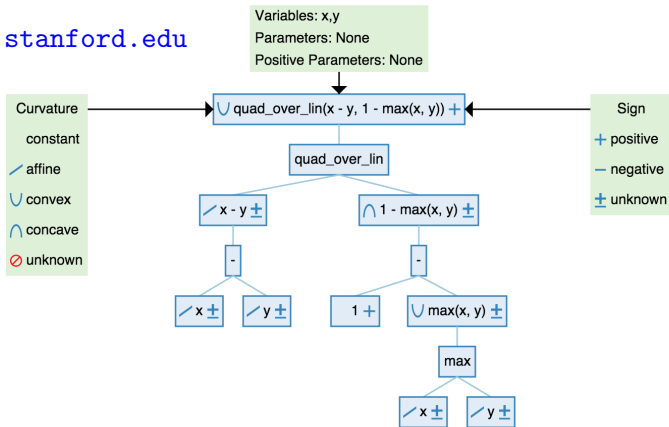 stanford.edu
Variables: x,y
Parameters: None
Positive Parameters: None
Curvature
constant
affine
convex
concave
unknown
quad_over_lin(x - y, 1 - max(x, y)) +
Sign
+ positive
- negative
± unknown
quad_over_lin
x - y ±
1 - max(x, y) ±
-
-
x ±
y ±
1 +
max(x, y) ±
max
x ±
y ±